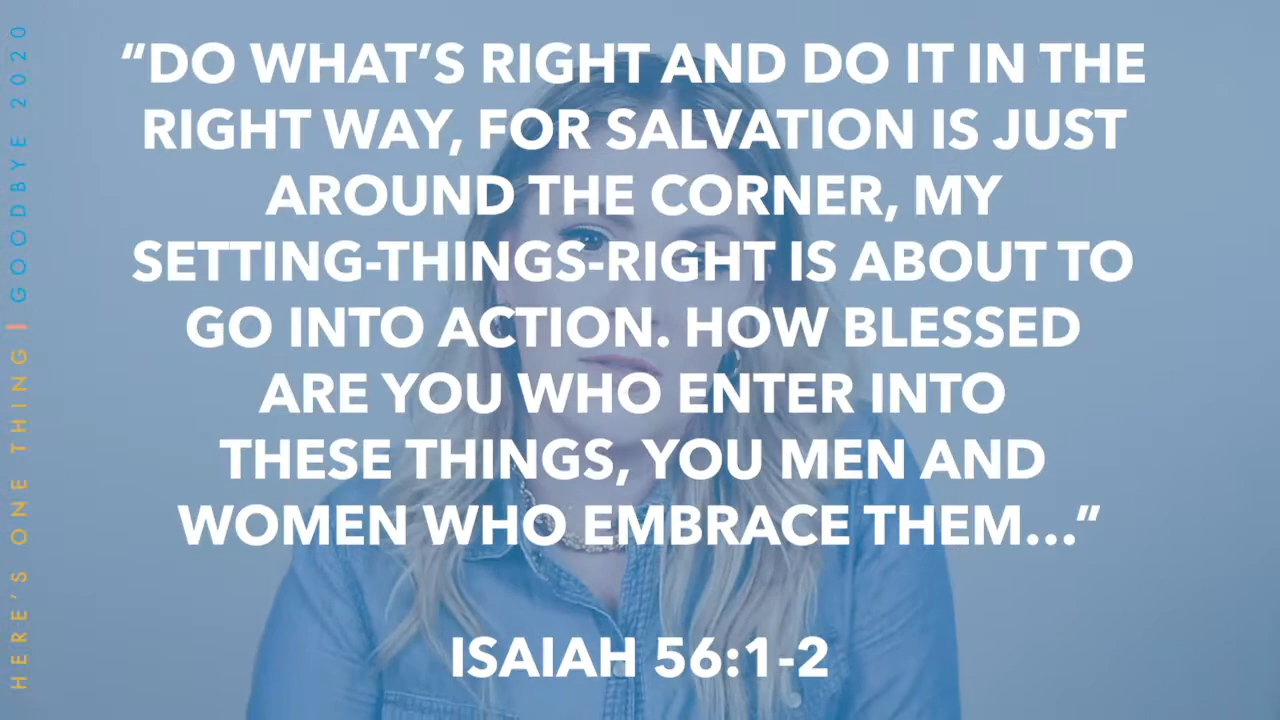 “DO WHAT’S RIGHT AND DO IT IN THE
RIGHT WAY, FOR SALVATION IS JUST
AROUND THE CORNER, MY
SETTING-THINGS-RIGHT IS ABOUT TO
GO INTO ACTION. HOW BLESSED
ARE YOU WHO ENTER INTO
THESE THINGS, YOU MEN AND
WOMEN WHO EMBRACE THEM...”
ISAIAH 56:1-2
HERE’S ONE THING | GOODBYE 2020